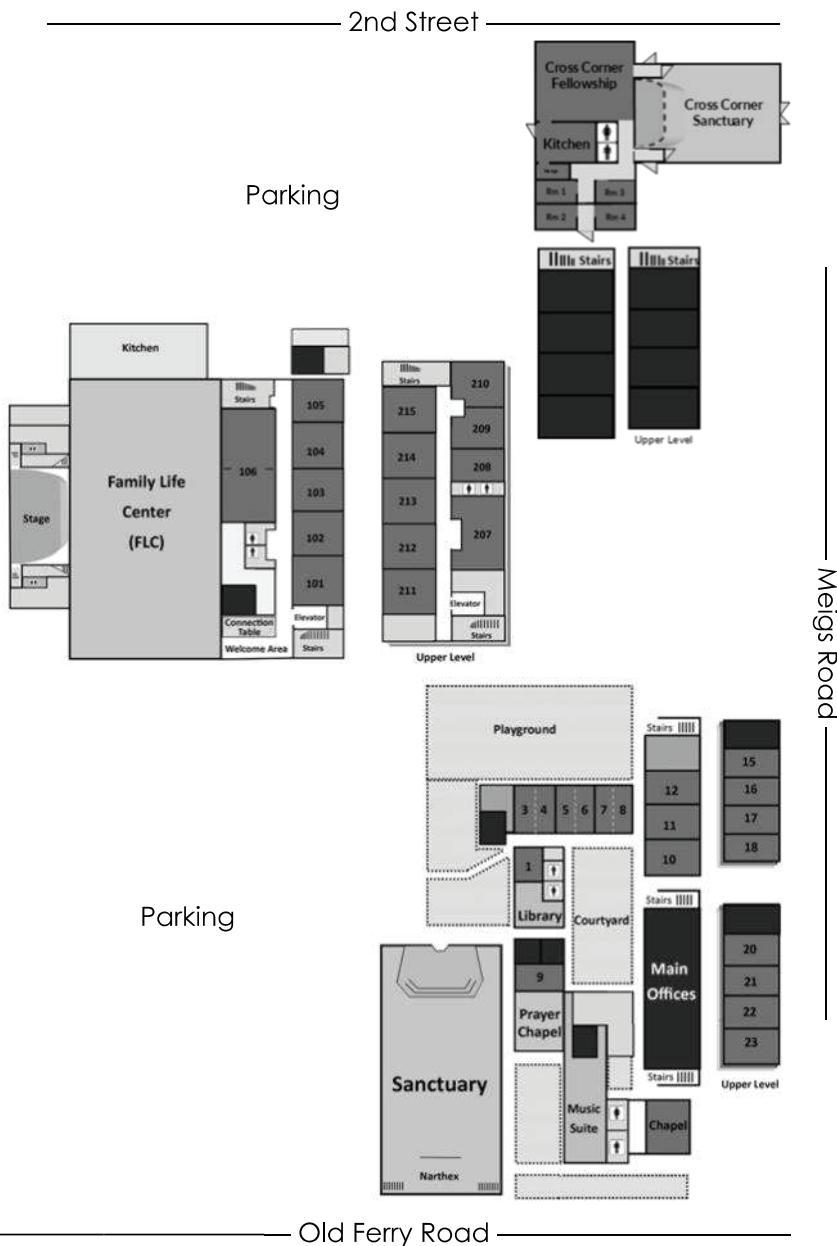 2nd Street
Cross Corner
Fellowship
Cross Corner
Sanctuary
Kitchen
Rm 1
Rm 3
Rm 2
Rm 4
Parking
Stairs
Stairs
Upper Level
Kitchen
Stairs
105
106
104
103
102
101
Family Life
Center
(FLC)
Stage
Elevator
Connection
Table
Welcome Area
Stairs
Stairs
210
215
209
214
208
213
207
212
211
Elevator
Stairs
Upper Level
Meigs Road
Playground
Stairs
15
12
16
3 4 5 6 7 8
11
17
10
18
1
Library
Courtyard
Parking
Stairs
Main
Offices
20
21
22
23
9
Prayer
Chapel
Sanctuary
Stairs
Upper Level
Music
Suite
Chapel
Narthex
Old Ferry Road